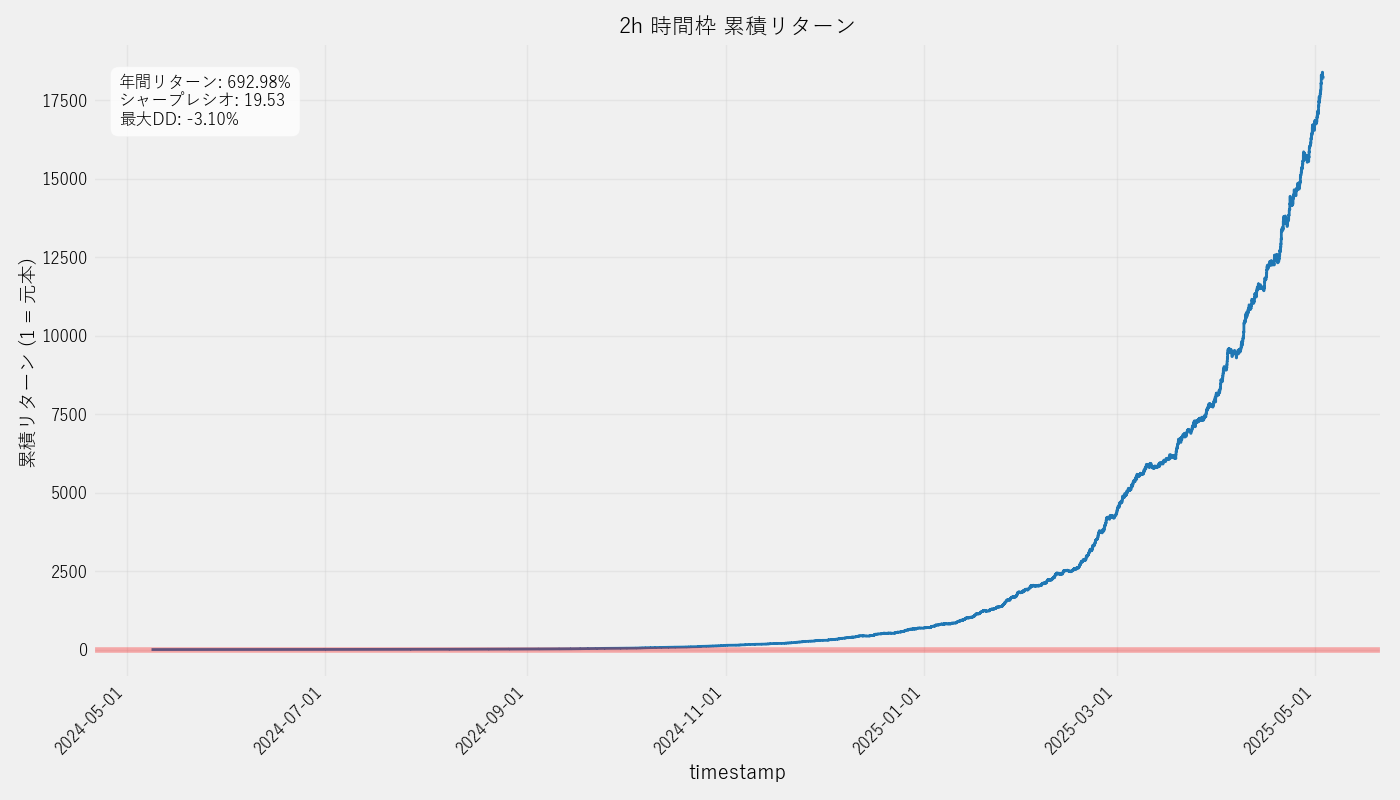 2h 時間枠 累積リターン
年間リターン: 692.98%
シャープレシオ: 19.53
最大DD: -3.10%
累積リターン (1 = 元本)
17500
15000
12500
10000
7500
5000
2500
0
2024-05-01
2024-07-01
2024-09-01
2024-11-01
2025-01-01
2025-03-01
2025-05-01
timestamp